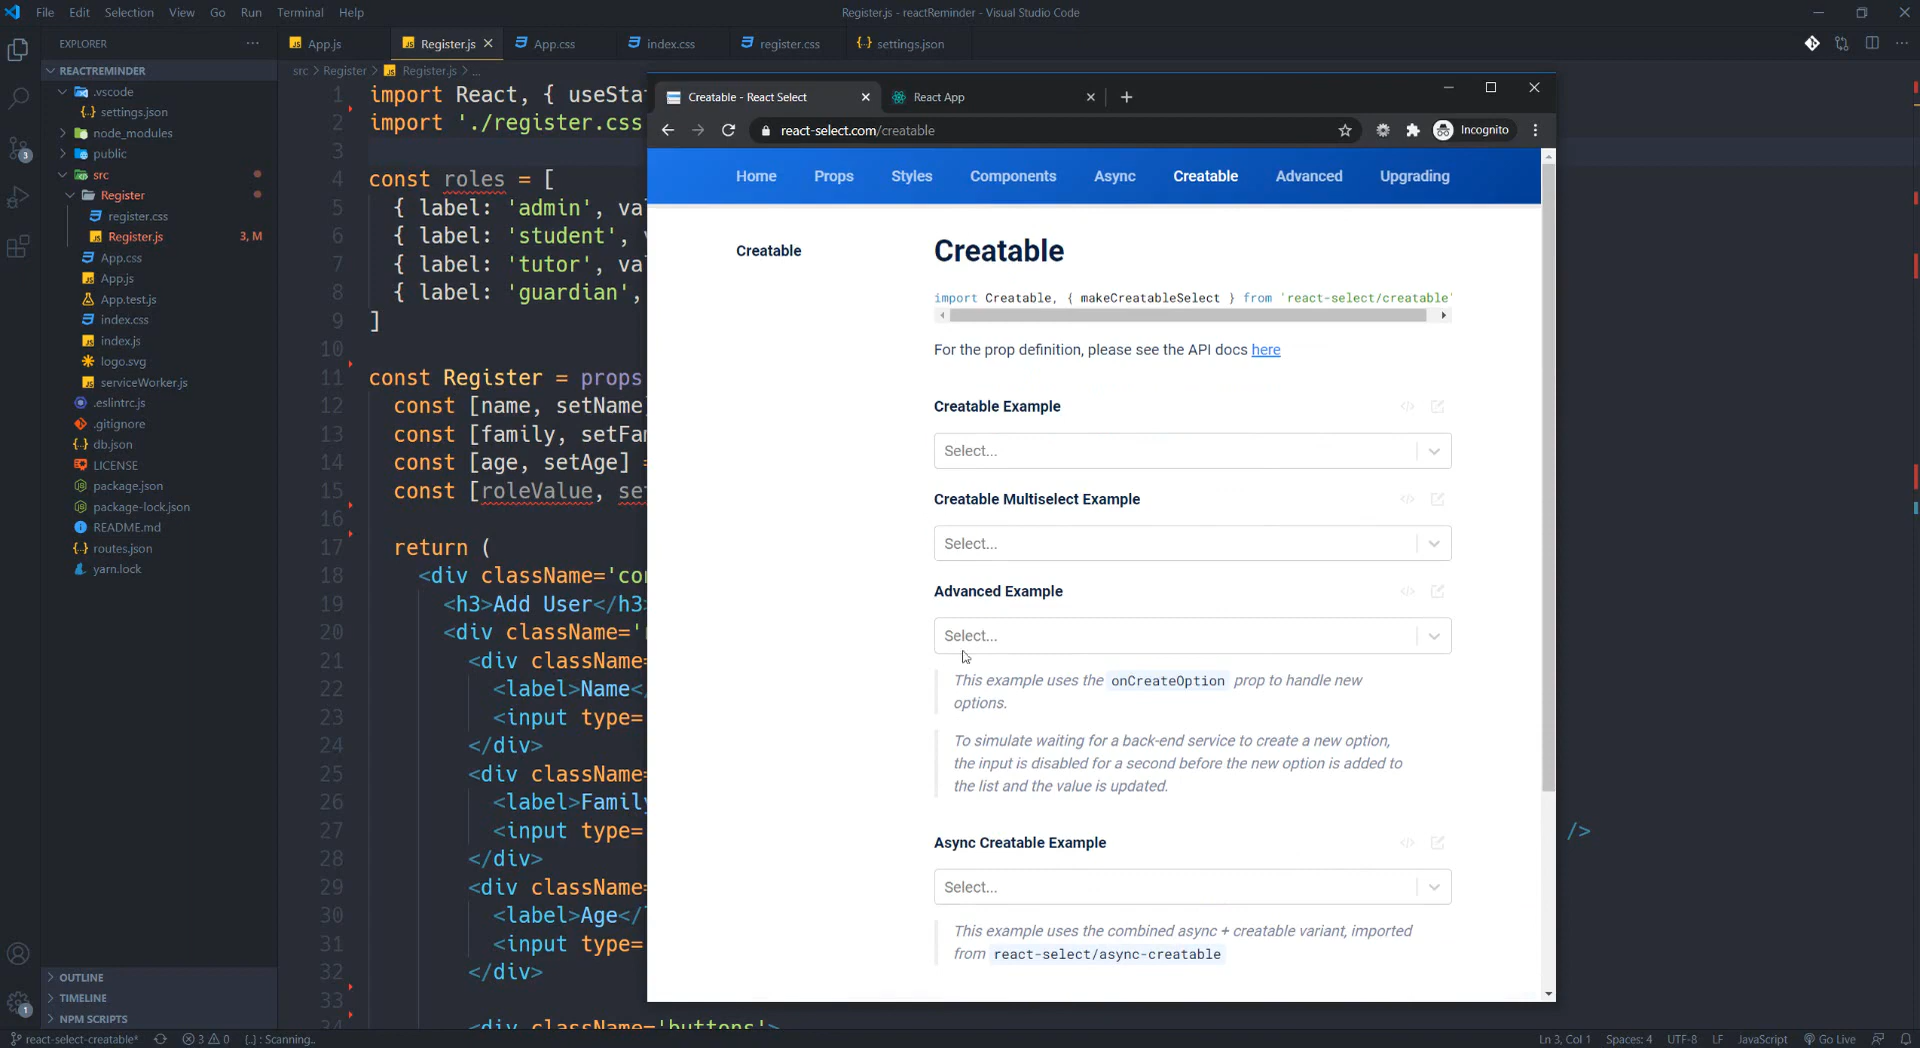 File Edit Selection View Go Run Terminal Help
Register.js - reactReminder - Visual Studio Code
EXPLORER
App.js
Register.js
App.css
index.css
register.css
settings.json
REACTREMINDER
.vscode
settings.json
node_modules
public
src
Register
register.css
Register.js 3, M
App.css
App.js
App.test.js
index.css
index.js
logo.svg
serviceWorker.js
.eslintrc.js
.gitignore
db.json
LICENSE
package.json
package-lock.json
README.md
routes.json
yarn.lock
OUTLINE
TIMELINE
NPM SCRIPTS
3
1
src > Register > Register.js > ...
1 import React, { useSta
2 import './register.css
3
4 const roles = [
5 { label: 'admin', va
6 { label: 'student', v
7 { label: 'tutor', va
8 { label: 'guardian',
9 ]
10
11 const Register = props
12 const [name, setName
13 const [family, setFam
14 const [age, setAge] =
15 const [roleValue, set
16
17 return (
18 <div className='con
19 <h3>Add User</h3>
20 <div className='r
21 <div className=
22 <label>Name</
23 <input type=
24 </div>
25 <div className=
26 <label>Family
27 <input type= />
28 </div>
29 <div className=
30 <label>Age</l
31 <input type=
32 </div>
33
34 <div className='buttons'>
Creatable - React Select
React App
react-select.com/creatable
Incognito
Home Props Styles Components Async Creatable Advanced Upgrading
Creatable
Creatable
import Creatable, { makeCreatableSelect } from 'react-select/creatable'
For the prop definition, please see the API docs here
Creatable Example
Select...
Creatable Multiselect Example
Select...
Advanced Example
Select...
This example uses the onCreateOption prop to handle new
options.
To simulate waiting for a back-end service to create a new option,
the input is disabled for a second before the new option is added to
the list and the value is updated.
Async Creatable Example
Select...
This example uses the combined async + creatable variant, imported
from react-select/async-creatable
react-select-creatable* 3 0 {..} : Scanning..
Ln 3, Col 1 Spaces: 4 UTF-8 LF JavaScript Go Live